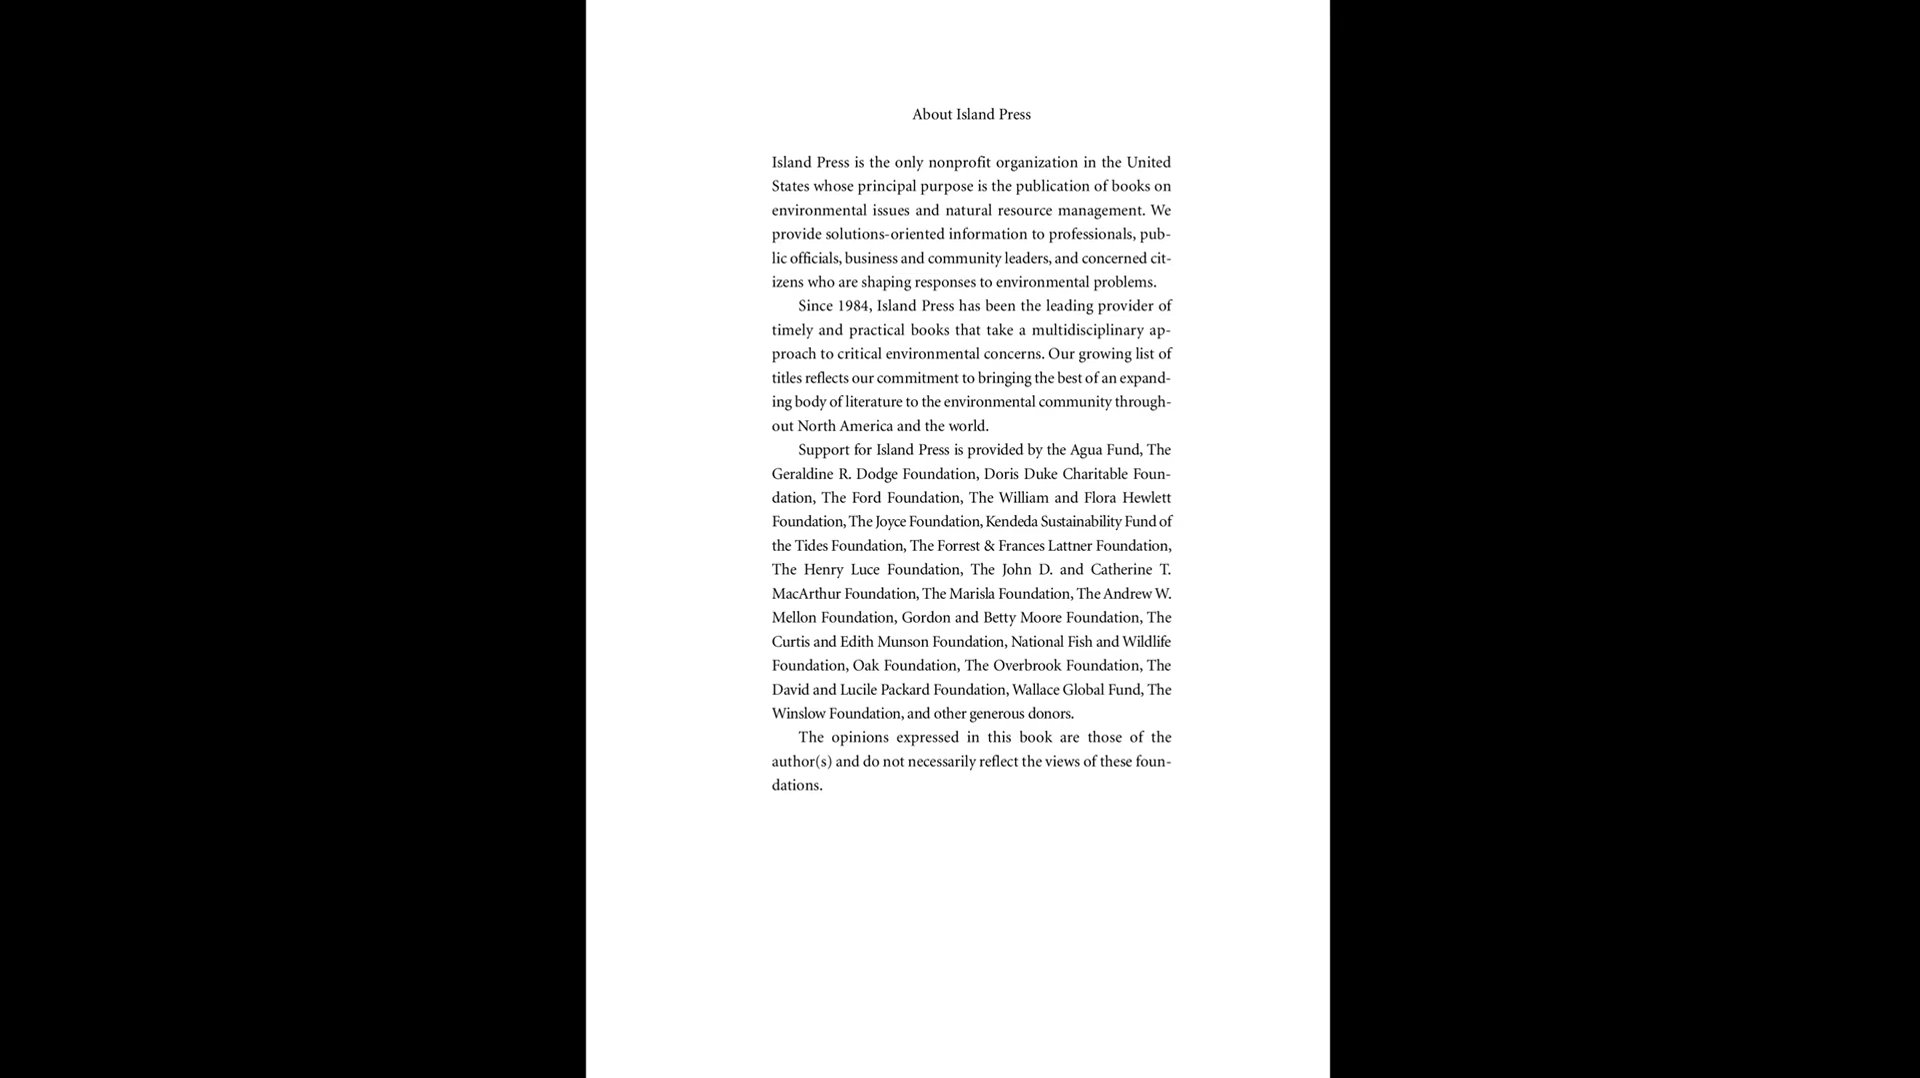 About Island Press
Island Press is the only nonprofit organization in the United
States whose principal purpose is the publication of books on
environmental issues and natural resource management. We
provide solutions-oriented information to professionals, pub-
lic officials, business and community leaders, and concerned cit-
izens who are shaping responses to environmental problems.
Since 1984, Island Press has been the leading provider of
timely and practical books that take a multidisciplinary ap-
proach to critical environmental concerns. Our growing list of
titles reflects our commitment to bringing the best of an expand-
ing body of literature to the environmental community through-
out North America and the world.
Support for Island Press is provided by the Agua Fund, The
Geraldine R. Dodge Foundation, Doris Duke Charitable Foun-
dation, The Ford Foundation, The William and Flora Hewlett
Foundation, The Joyce Foundation, Kendeda Sustainability Fund of
the Tides Foundation, The Forrest & Frances Lattner Foundation,
The Henry Luce Foundation, The John D. and Catherine T.
MacArthur Foundation, The Marisla Foundation, The Andrew W.
Mellon Foundation, Gordon and Betty Moore Foundation, The
Curtis and Edith Munson Foundation, National Fish and Wildlife
Foundation, Oak Foundation, The Overbrook Foundation, The
David and Lucile Packard Foundation, Wallace Global Fund, The
Winslow Foundation, and other generous donors.
The opinions expressed in this book are those of the
author(s) and do not necessarily reflect the views of these foun-
dations.